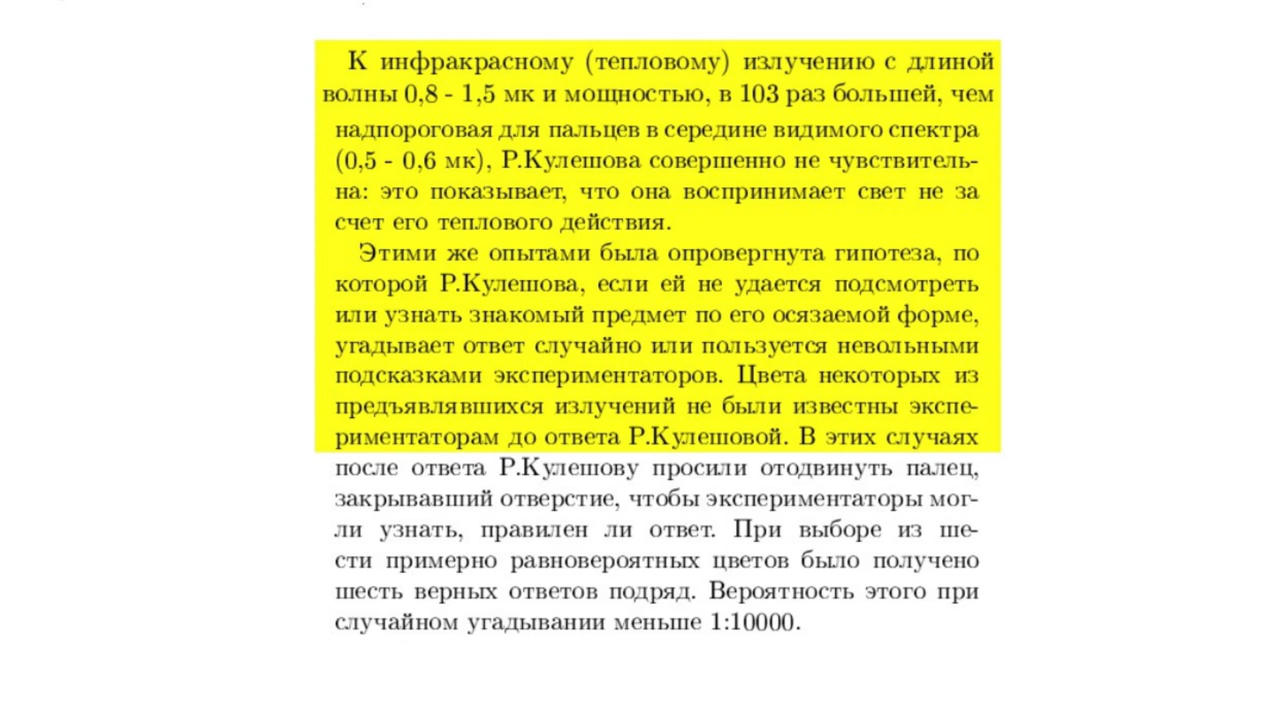 К инфракрасному (тепловому) излучению с длиной
волны 0,8 - 1,5 мк и мощностью, в 103 раз большей, чем
надпороговая для пальцев в середине видимого спектра
(0,5 - 0,6 мк), Р.Кулешова совершенно не чувствитель-
на: это показывает, что она воспринимает свет не за
счет его теплового действия.
Этими же опытами была опровергнута гипотеза, по
которой Р.Кулешова, если ей не удается подсмотреть
или узнать знакомый предмет по его осязаемой форме,
угадывает ответ случайно или пользуется невольными
подсказками экспериментаторов. Цвета некоторых из
предъявлявшихся излучений не были известны экспе-
риментаторам до ответа Р.Кулешовой. В этих случаях
после ответа Р.Кулешову просили отодвинуть палец,
закрывавший отверстие, чтобы экспериментаторы мог-
ли узнать, правилен ли ответ. При выборе из ше-
сти примерно равновероятных цветов было получено
шесть верных ответов подряд. Вероятность этого при
случайном угадывании меньше 1:10000.